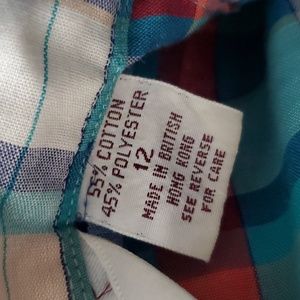 55% COTTON
45% POLYESTER
12
MADE IN BRITISH
HONG KONG
SEE REVERSE
FOR CARE